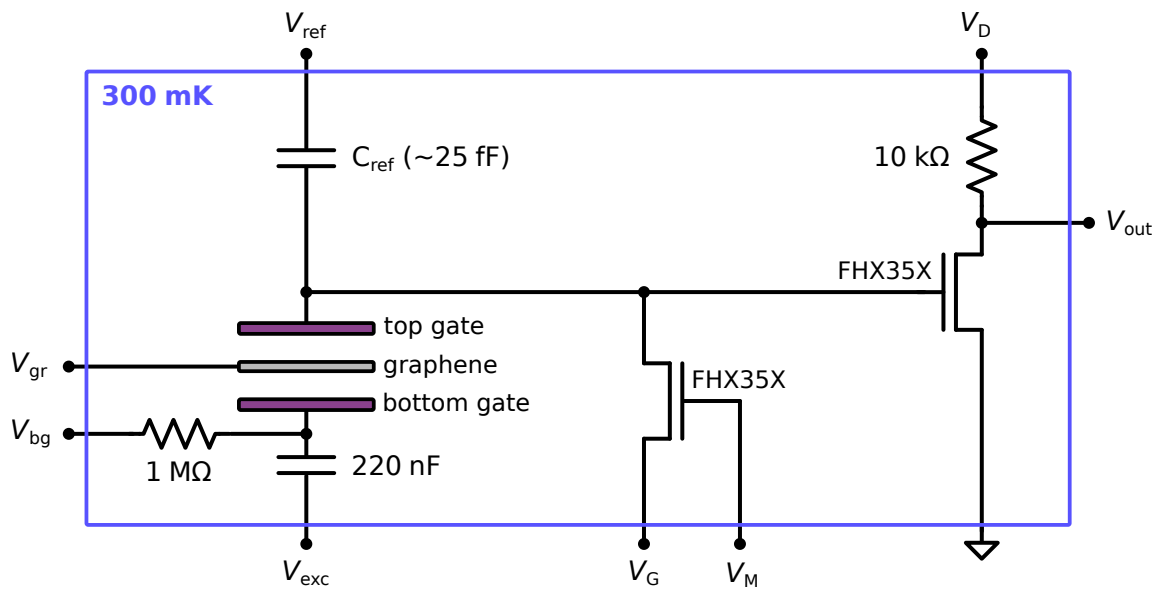 V_ref
V_D
300 mK
C_ref (~25 fF)
10 kΩ
V_out
FHX35X
top gate
V_gr
graphene
FHX35X
bottom gate
V_bg
1 MΩ
220 nF
V_exc
V_G
V_M